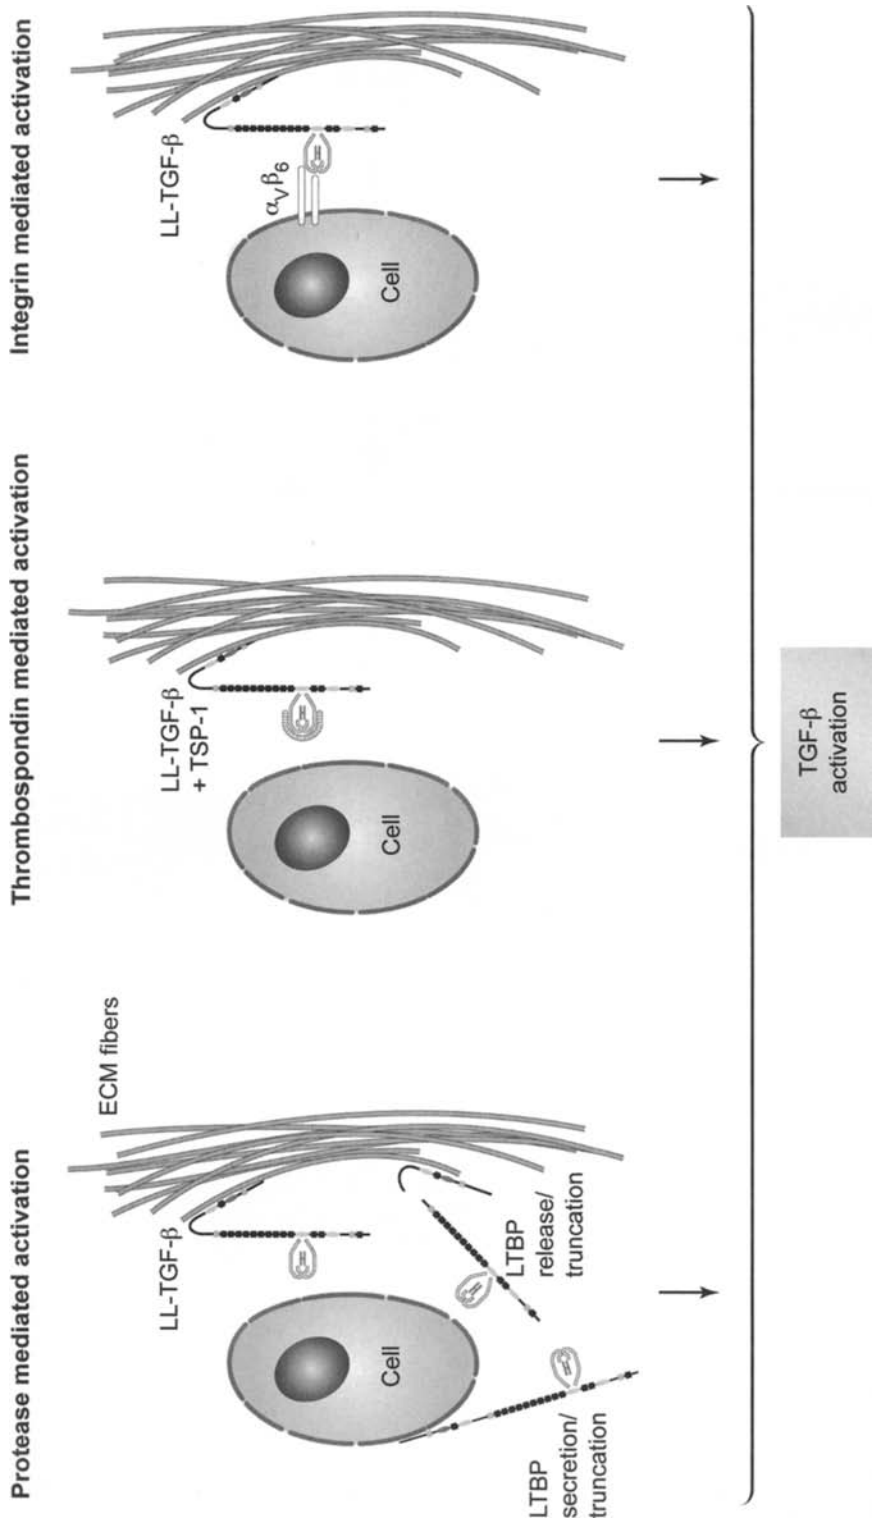 Protease mediated activation
Thrombospondin mediated activation
Integrin mediated activation
ECM fibers
LL-TGF-β
Cell
LTBP
release/
truncation
LTBP
secretion/
truncation
LL-TGF-β
+ TSP-1
Cell
LL-TGF-β
αVβ6
Cell
TGF-β
activation